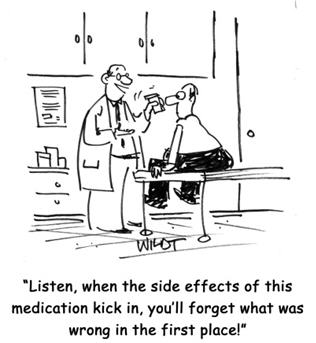 WILDT
“Listen, when the side effects of this
medication kick in, you’ll forget what was
wrong in the first place!”